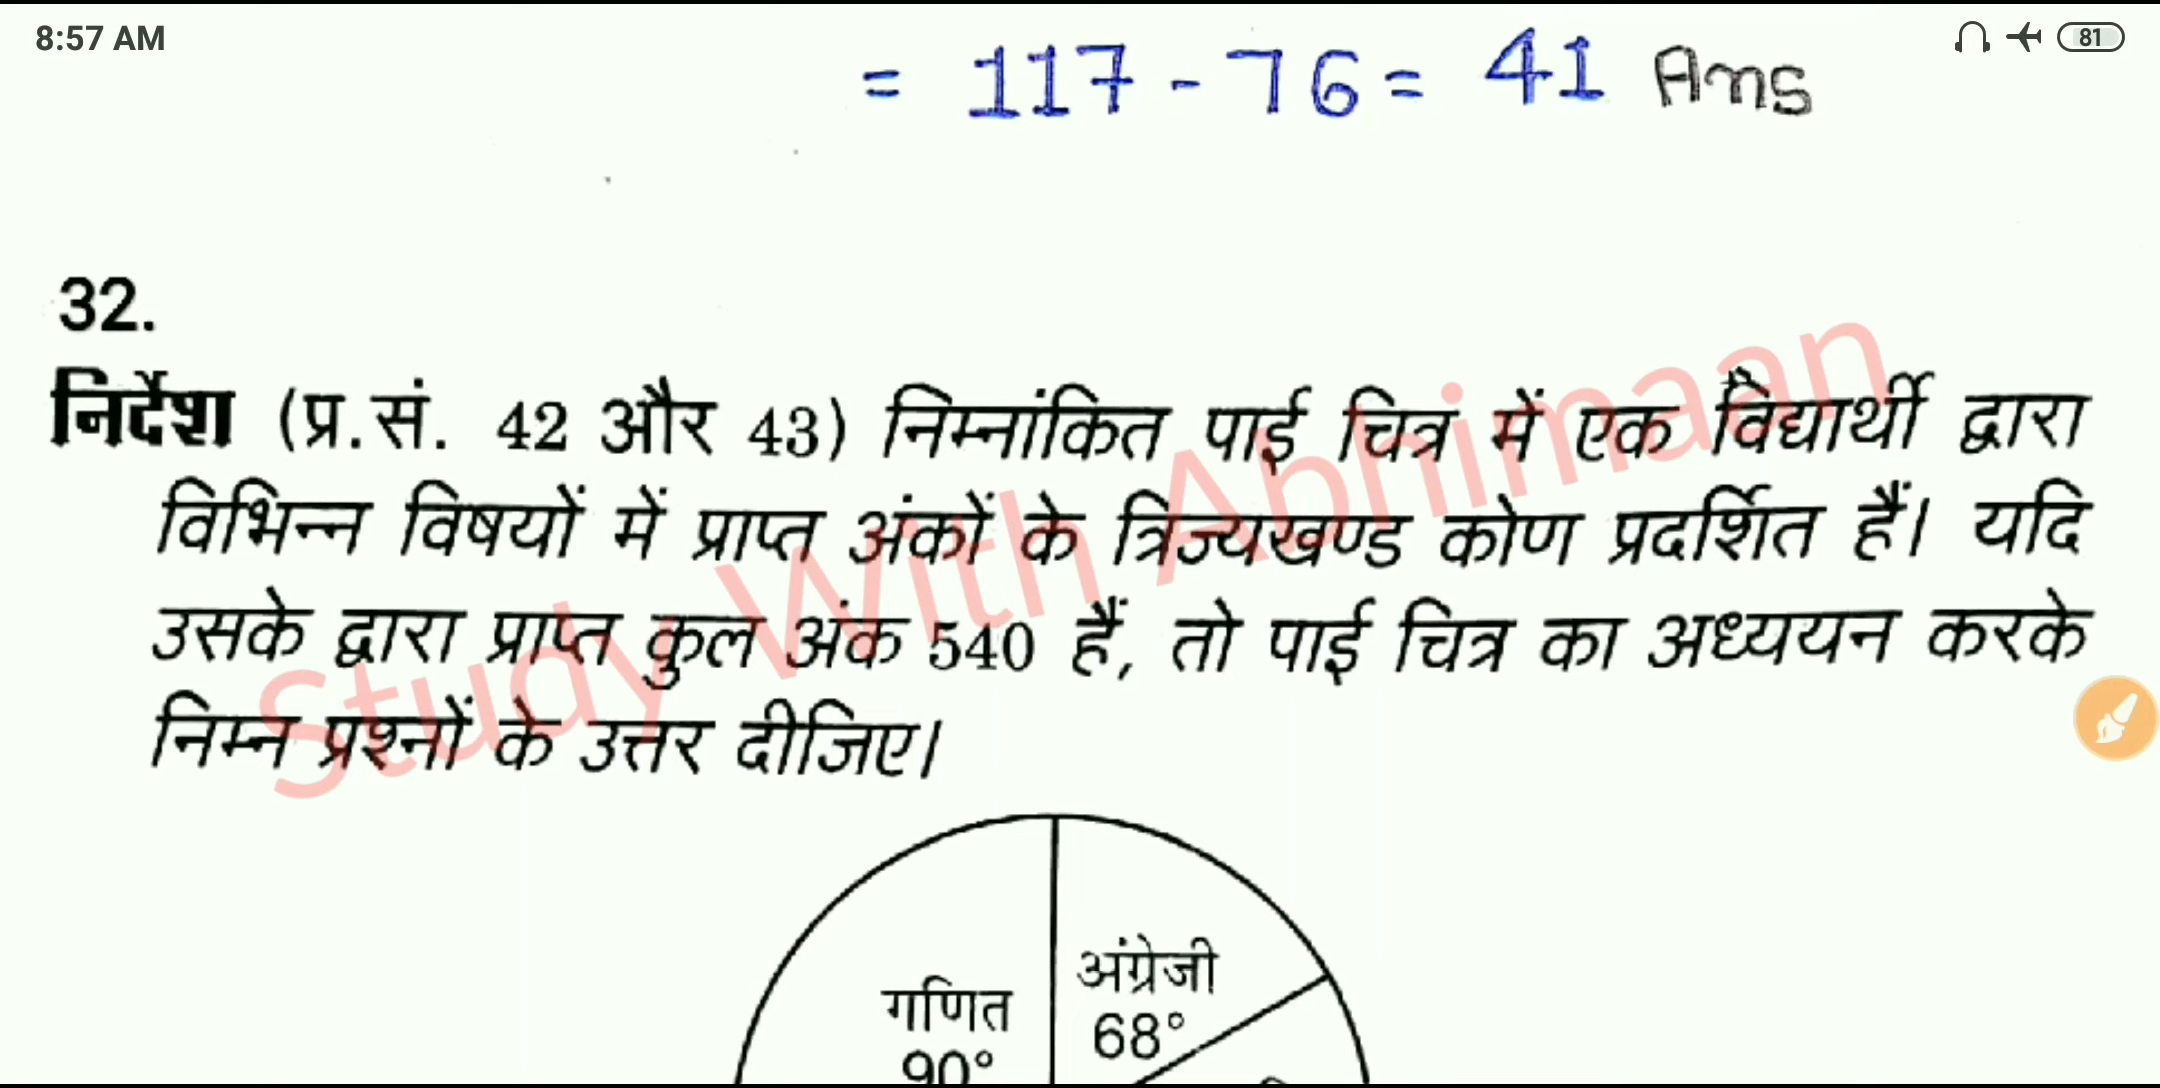 8:57 AM
81
= 117 - 76 = 41 Ans
32.
निर्देश (प्र.सं. 42 और 43) निम्नांकित पाई चित्र में एक विद्यार्थी द्वारा
विभिन्न विषयों में प्राप्त अंकों के त्रिज्यखण्ड कोण प्रदर्शित हैं। यदि
उसके द्वारा प्राप्त कुल अंक 540 हैं, तो पाई चित्र का अध्ययन करके
निम्न प्रश्नों के उत्तर दीजिए।
Study With Abhimaan
अंग्रेजी
68°
गणित
90°